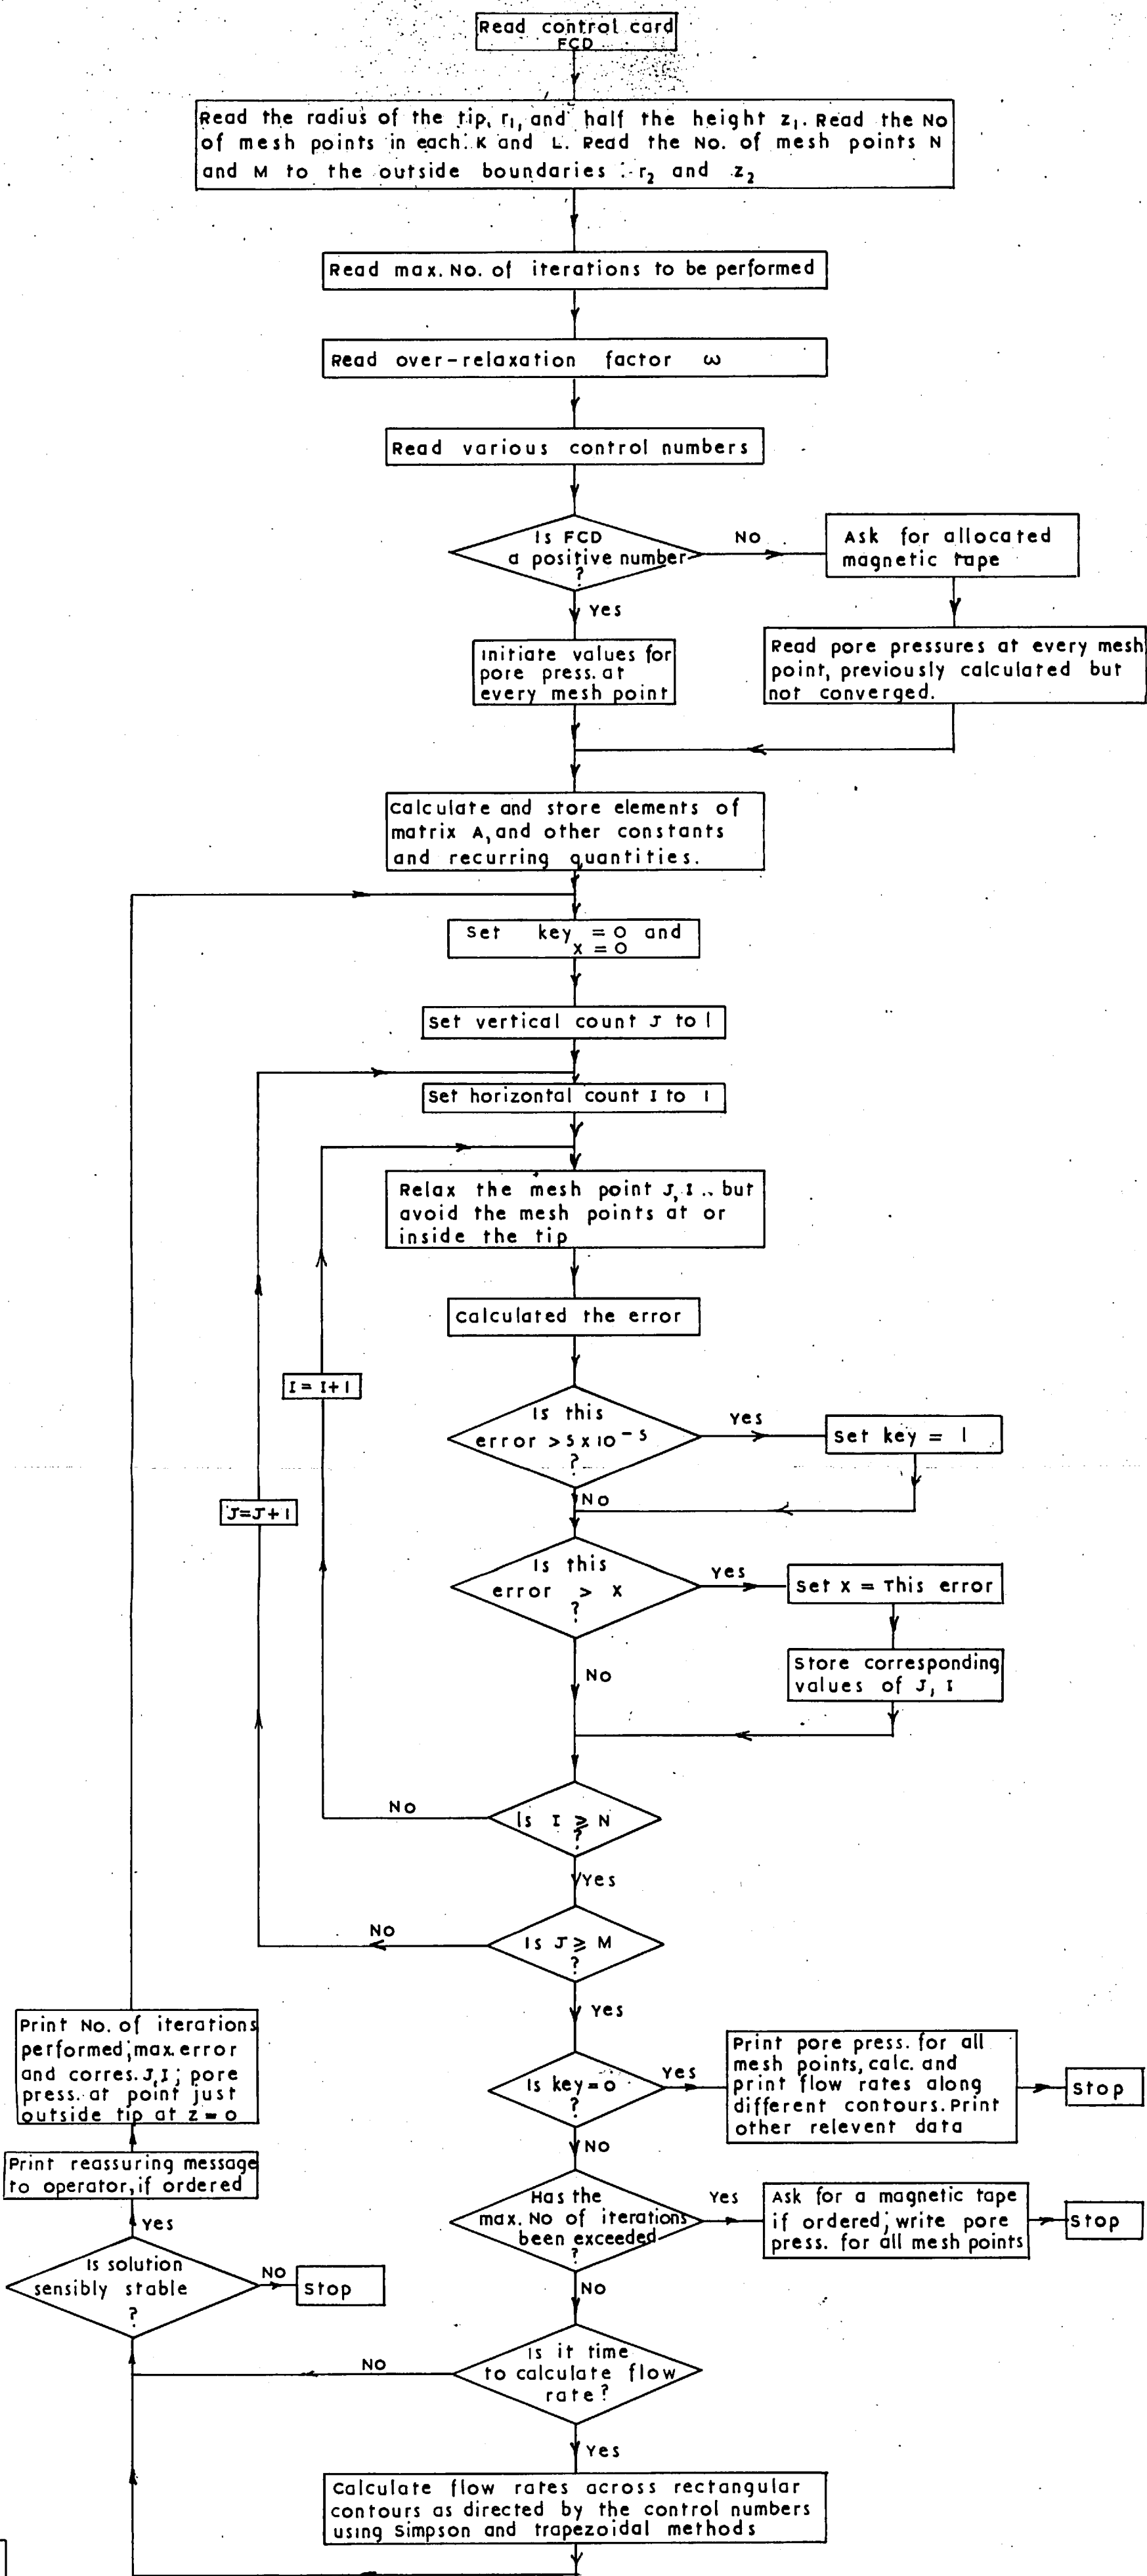 Read control card
FCD
Read the radius of the tip, r₁, and half the height z₁. Read the No
of mesh points in each: K and L. Read the No. of mesh points N
and M to the outside boundaries : r₂ and z₂
Read max. No. of iterations to be performed
Read over-relaxation factor ω
Read various control numbers
Is FCD
a positive number
?
No
Ask for allocated
magnetic tape
Yes
Initiate values for
pore press. at
every mesh point
Read pore pressures at every mesh
point, previously calculated but
not converged.
Calculate and store elements of
matrix A, and other constants
and recurring quantities.
Set key = 0 and
x = 0
Set vertical count J to 1
Set horizontal count I to 1
Relax the mesh point J, I .. but
avoid the mesh points at or
inside the tip
Calculated the error
I = I+1
Is this
error > 5 x 10⁻⁵
?
Yes
Set key = 1
No
J=J+1
Is this
error > x
?
Yes
Set x = This error
No
Store corresponding
values of J, I
Is I ⩾ N
?
No
Yes
Is J ⩾ M
?
No
Yes
Print No. of iterations
performed; max. error
and corres. J, I; pore
press. at point just
outside tip at z = 0
Is key = 0
?
Yes
Print pore press. for all
mesh points, calc. and
print flow rates along
different contours. Print
other relevent data
Stop
No
Print reassuring message
to operator, if ordered
Has the
max. No of iterations
been exceeded
?
Yes
Ask for a magnetic tape
if ordered; write pore
press. for all mesh points
Stop
Yes
Is solution
sensibly stable
?
No
Stop
No
Is it time
to calculate flow
rate?
No
Yes
Calculate flow rates across rectangular
contours as directed by the control numbers
using Simpson and trapezoidal methods